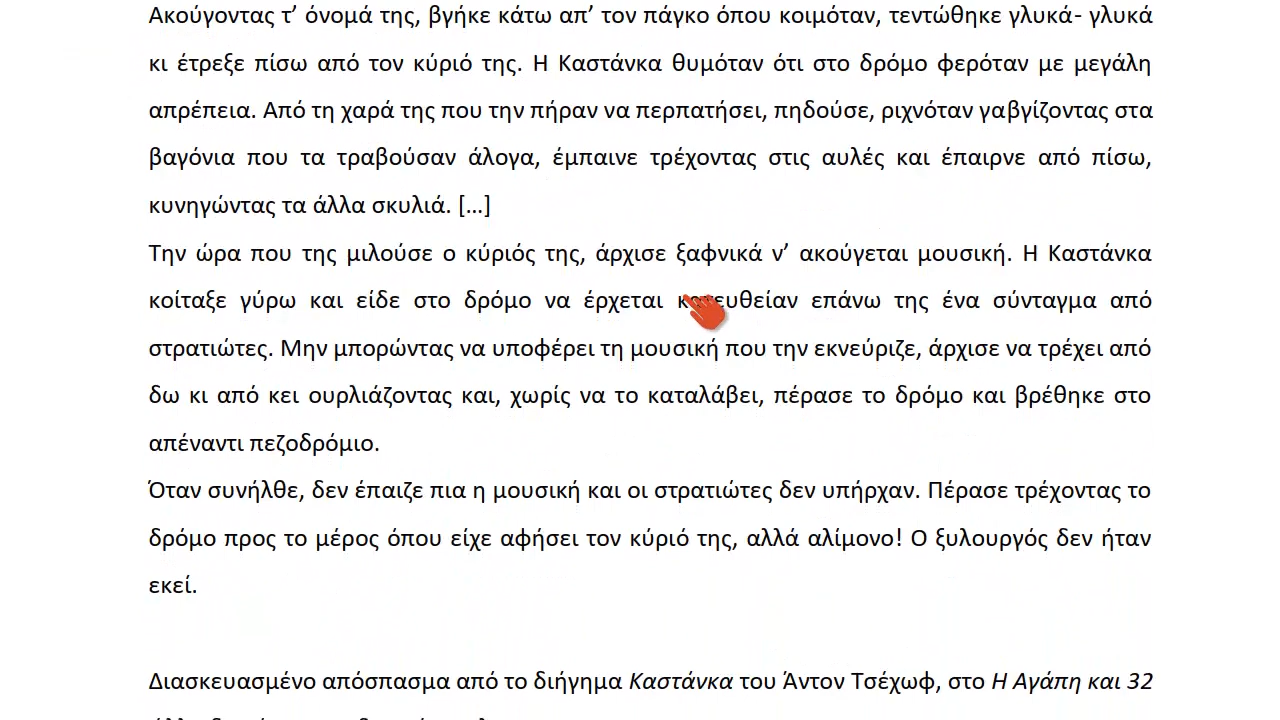 Ακούγοντας τ’ όνομά της, βγήκε κάτω απ’ τον πάγκο όπου κοιμόταν, τεντώθηκε γλυκά- γλυκά
κι έτρεξε πίσω από τον κύριό της. Η Καστάνκα θυμόταν ότι στο δρόμο φερόταν με μεγάλη
απρέπεια. Από τη χαρά της που την πήραν να περπατήσει, πηδούσε, ριχνόταν γαβγίζοντας στα
βαγόνια που τα τραβούσαν άλογα, έμπαινε τρέχοντας στις αυλές και έπαιρνε από πίσω,
κυνηγώντας τα άλλα σκυλιά. [...]
Την ώρα που της μιλούσε ο κύριός της, άρχισε ξαφνικά ν’ ακούγεται μουσική. Η Καστάνκα
κοίταξε γύρω και είδε στο δρόμο να έρχεται κατευθείαν επάνω της ένα σύνταγμα από
στρατιώτες. Μην μπορώντας να υποφέρει τη μουσική που την εκνεύριζε, άρχισε να τρέχει από
δω κι από κει ουρλιάζοντας και, χωρίς να το καταλάβει, πέρασε το δρόμο και βρέθηκε στο
απέναντι πεζοδρόμιο.
Όταν συνήλθε, δεν έπαιζε πια η μουσική και οι στρατιώτες δεν υπήρχαν. Πέρασε τρέχοντας το
δρόμο προς το μέρος όπου είχε αφήσει τον κύριό της, αλλά αλίμονο! Ο ξυλουργός δεν ήταν
εκεί.
Διασκευασμένο απόσπασμα από το διήγημα Καστάνκα του Άντον Τσέχωφ, στο Η Αγάπη και 32